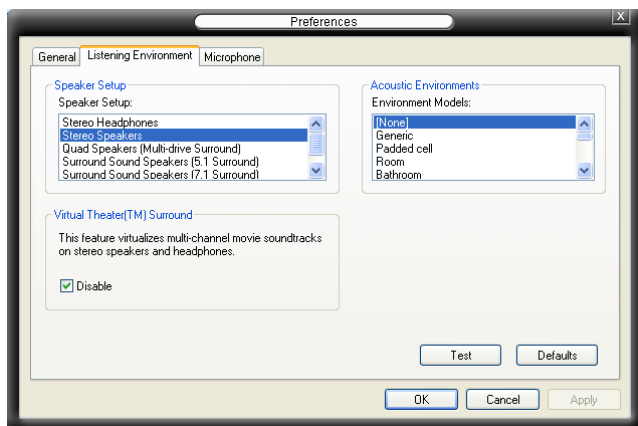 Preferences
X
General
Listening Environment
Microphone
Speaker Setup
Speaker Setup:
Stereo Headphones
Stereo Speakers
Quad Speakers (Multi-drive Surround)
Surround Sound Speakers (5.1 Surround)
Surround Sound Speakers (7.1 Surround)
Acoustic Environments
Environment Models:
[None]
Generic
Padded cell
Room
Bathroom
Virtual Theater(TM) Surround
This feature virtualizes multi-channel movie soundtracks
on stereo speakers and headphones.
Disable
Test
Defaults
OK
Cancel
Apply